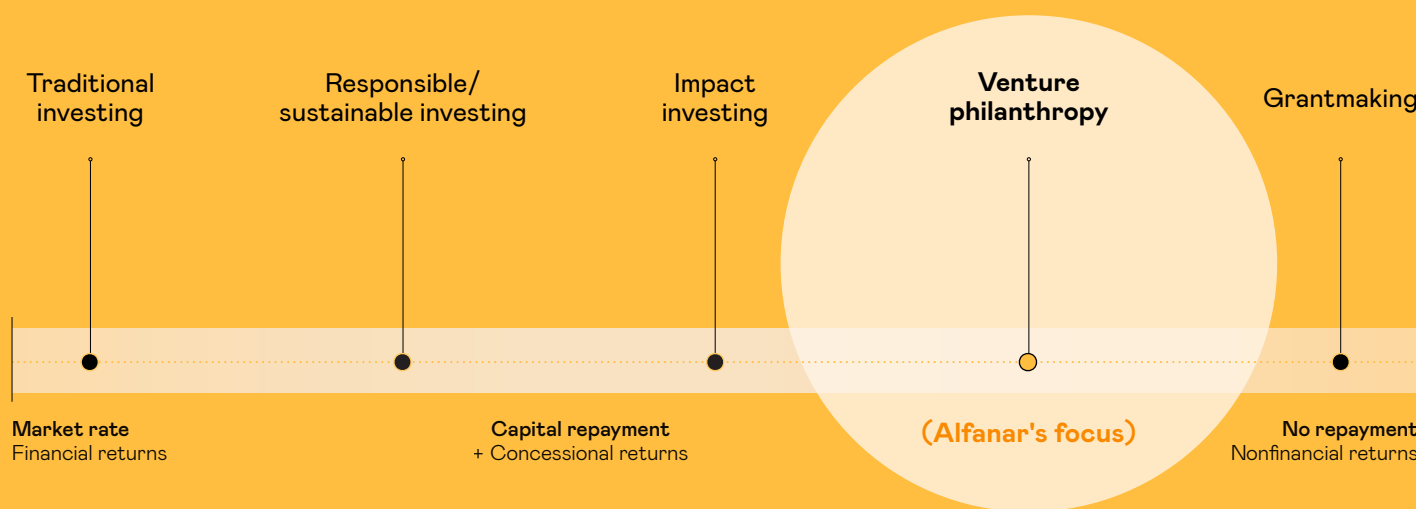 Traditional
investing
Responsible/
sustainable investing
Impact
investing
Venture
philanthropy
Grantmaking
Market rate
Financial returns
Capital repayment
+ Concessional returns
(Alfanar's focus)
No repayment
Nonfinancial returns